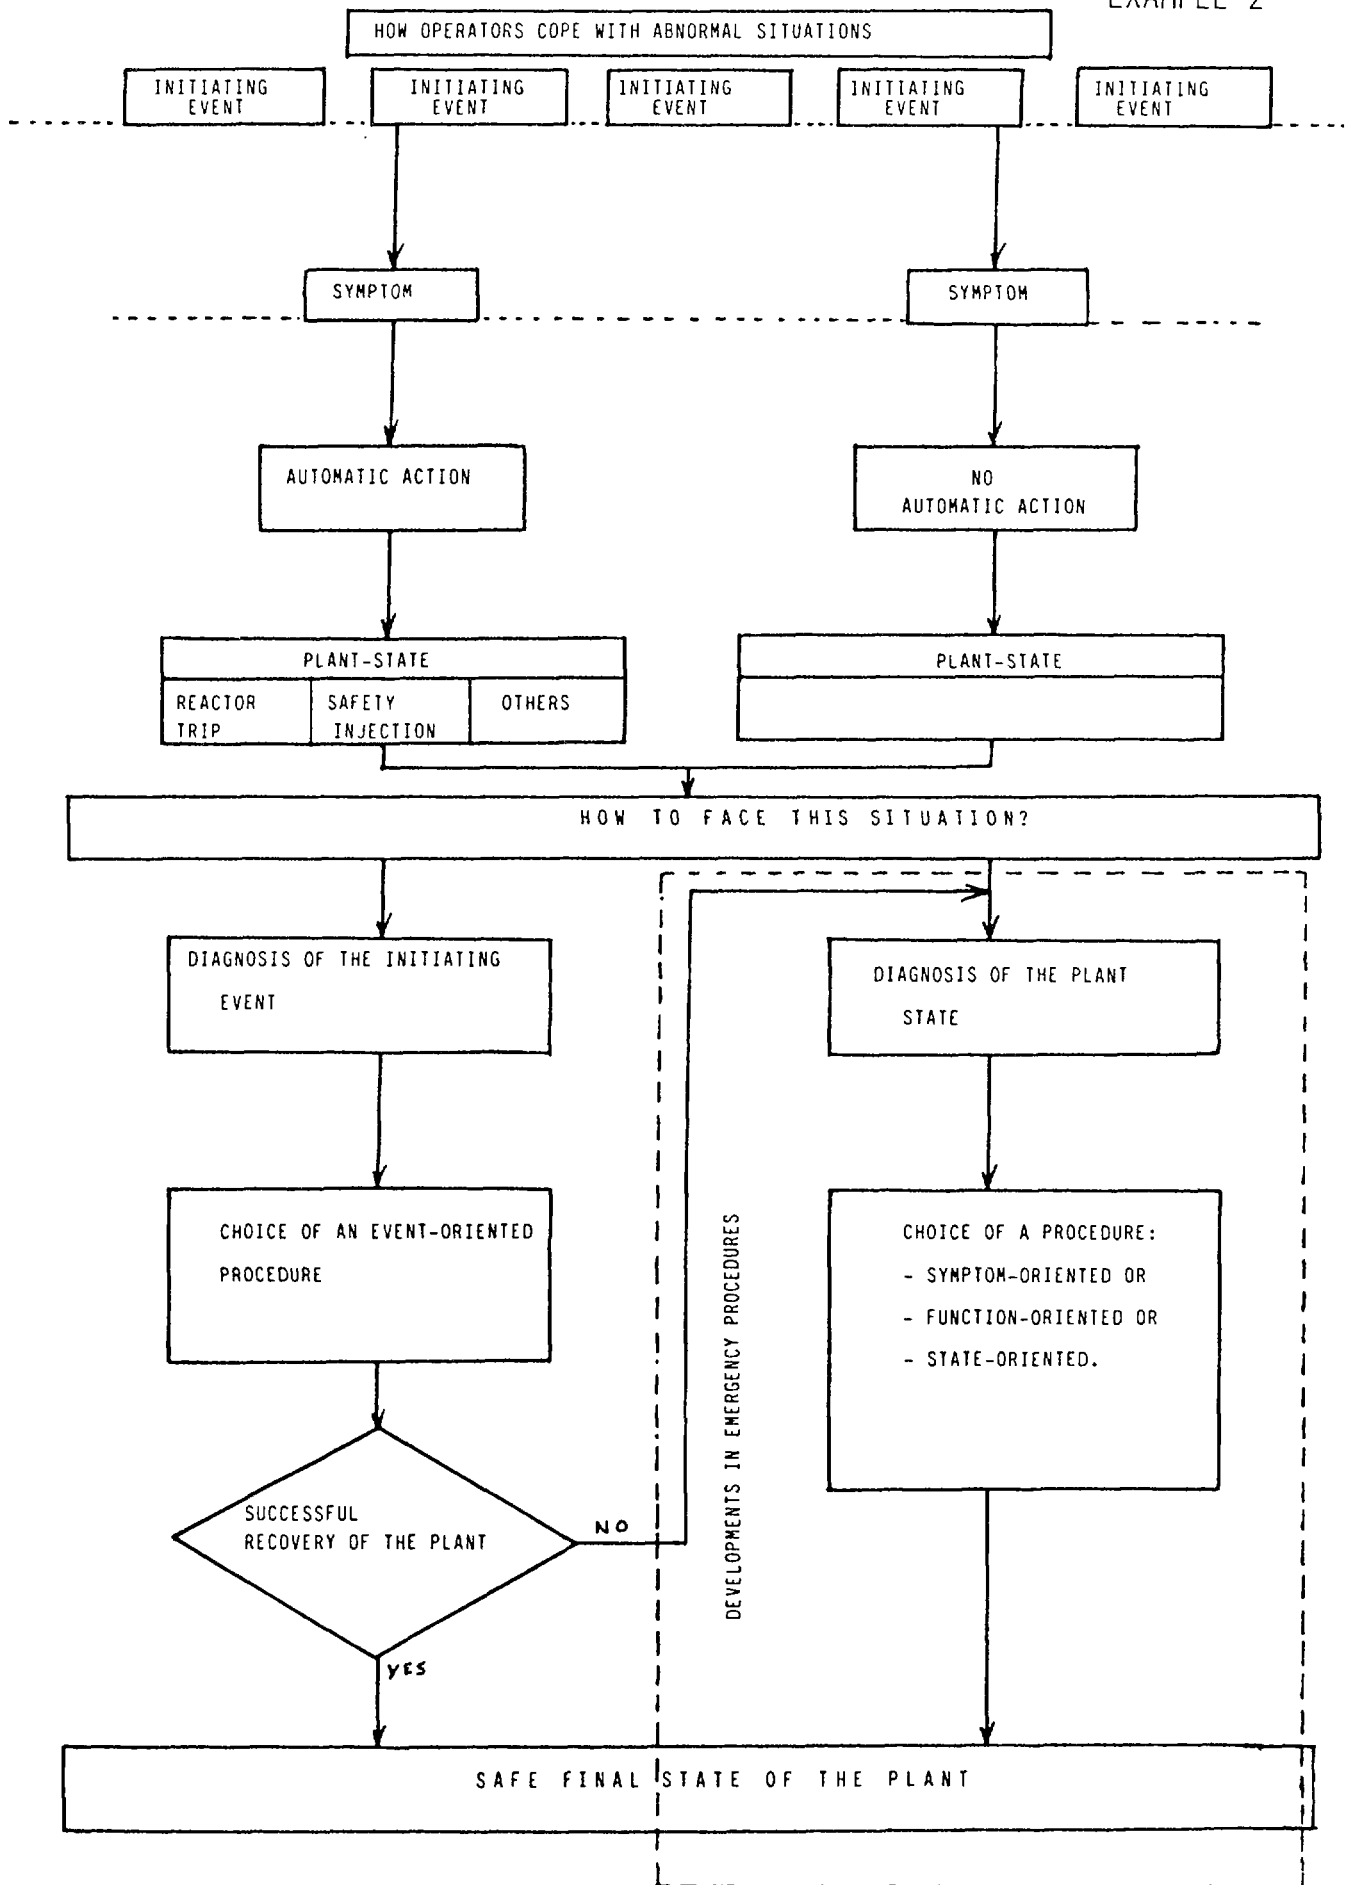 EXAMPLE 2
HOW OPERATORS COPE WITH ABNORMAL SITUATIONS
INITIATING
EVENT
INITIATING
EVENT
INITIATING
EVENT
INITIATING
EVENT
INITIATING
EVENT
SYMPTOM
SYMPTOM
AUTOMATIC ACTION
NO
AUTOMATIC ACTION
PLANT-STATE
REACTOR
TRIP
SAFETY
INJECTION
OTHERS
PLANT-STATE
HOW TO FACE THIS SITUATION?
DIAGNOSIS OF THE INITIATING
EVENT
DIAGNOSIS OF THE PLANT
STATE
CHOICE OF AN EVENT-ORIENTED
PROCEDURE
DEVELOPMENTS IN EMERGENCY PROCEDURES
CHOICE OF A PROCEDURE:
- SYMPTOM-ORIENTED OR
- FUNCTION-ORIENTED OR
- STATE-ORIENTED.
SUCCESSFUL
RECOVERY OF THE PLANT
NO
YES
SAFE FINAL STATE OF THE PLANT